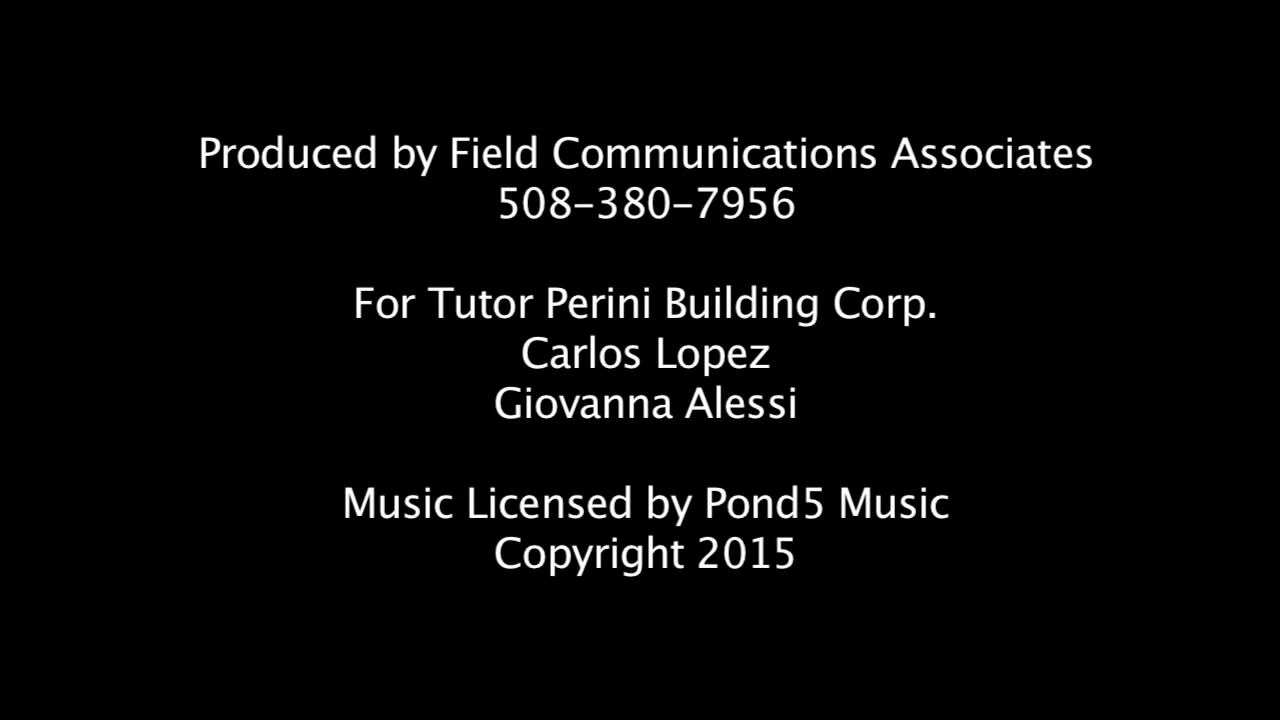 Produced by Field Communications Associates
508-380-7956
For Tutor Perini Building Corp.
Carlos Lopez
Giovanna Alessi
Music Licensed by Pond5 Music
Copyright 2015